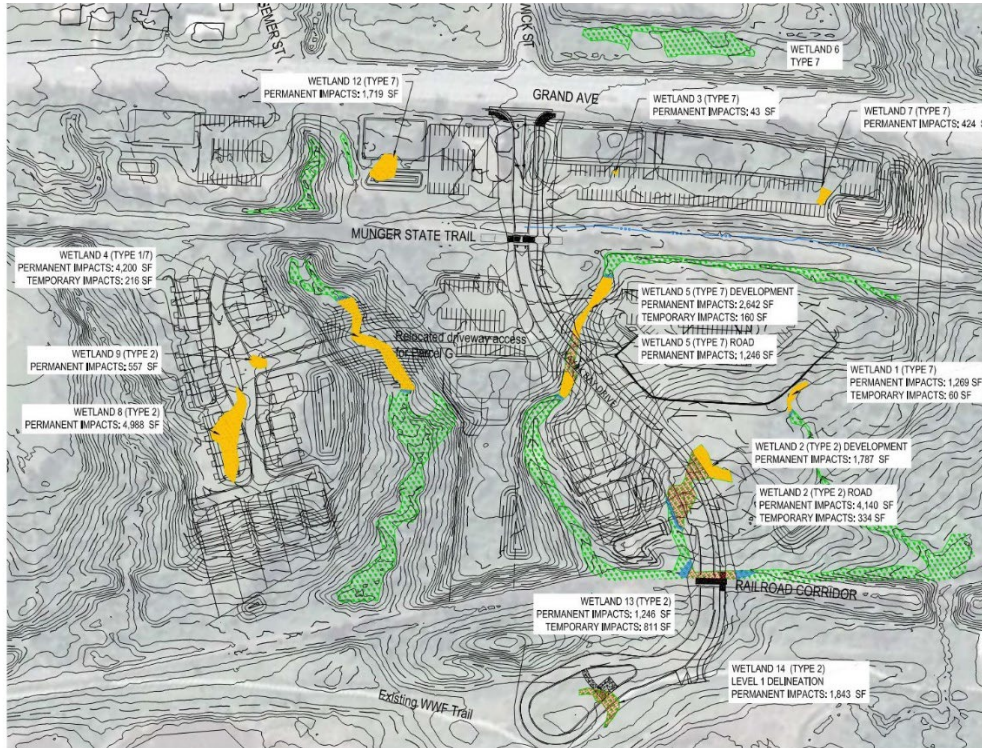 WETLAND 6
TYPE 7
WETLAND 12 (TYPE 7)
PERMANENT IMPACTS: 1,719 SF
GRAND AVE
WETLAND 3 (TYPE 7)
PERMANENT IMPACTS: 43 SF
WETLAND 7 (TYPE 7)
PERMANENT IMPACTS: 424 SF
MUNGER STATE TRAIL
WETLAND 4 (TYPE 1/7)
PERMANENT IMPACTS: 4,200 SF
TEMPORARY IMPACTS: 216 SF
WETLAND 5 (TYPE 7) DEVELOPMENT
PERMANENT IMPACTS: 2,642 SF
TEMPORARY IMPACTS: 160 SF
WETLAND 5 (TYPE 7) ROAD
PERMANENT IMPACTS: 1,246 SF
Relocated driveway access
for Parcel G
WETLAND 9 (TYPE 2)
PERMANENT IMPACTS: 557 SF
WETLAND 1 (TYPE 7)
PERMANENT IMPACTS: 1,269 SF
TEMPORARY IMPACTS: 60 SF
WETLAND 8 (TYPE 2)
PERMANENT IMPACTS: 4,988 SF
WETLAND 2 (TYPE 2) DEVELOPMENT
PERMANENT IMPACTS: 1,787 SF
WETLAND 2 (TYPE 2) ROAD
PERMANENT IMPACTS: 4,140 SF
TEMPORARY IMPACTS: 334 SF
RAILROAD CORRIDOR
WETLAND 13 (TYPE 2)
PERMANENT IMPACTS: 1,246 SF
TEMPORARY IMPACTS: 811 SF
WETLAND 14 (TYPE 2)
LEVEL 1 DELINEATION
PERMANENT IMPACTS: 1,843 SF
Existing WWF Trail